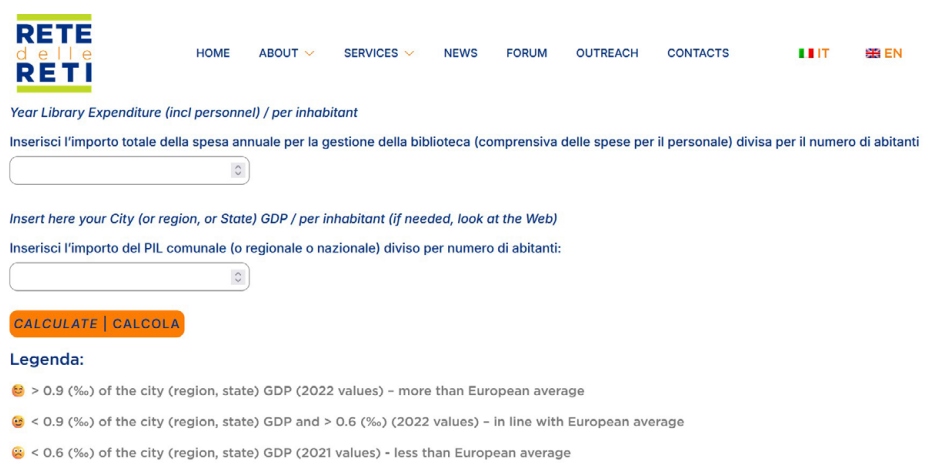 RETE
delle
RETI
HOME ABOUT SERVICES NEWS FORUM OUTREACH CONTACTS IT EN
Year Library Expenditure (incl personnel) / per inhabitant
Inserisci l'importo totale della spesa annuale per la gestione della biblioteca (comprensiva delle spese per il personale) divisa per il numero di abitanti
Insert here your City (or region, or State) GDP / per inhabitant (if needed, look at the Web)
Inserisci l'importo del PIL comunale (o regionale o nazionale) diviso per numero di abitanti:
CALCULATE | CALCOLA
Legenda:
> 0.9 (‰) of the city (region, state) GDP (2022 values) – more than European average
< 0.9 (‰) of the city (region, state) GDP and > 0.6 (‰) (2022 values) – in line with European average
< 0.6 (‰) of the city (region, state) GDP (2021 values) - less than European average